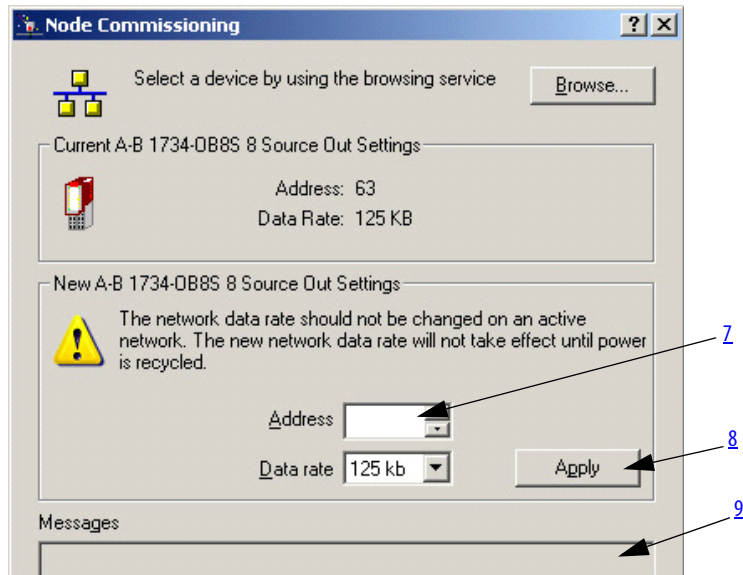 Node Commissioning
Select a device by using the browsing service
Browse...
Current A-B 1734-OB8S 8 Source Out Settings
Address: 63
Data Rate: 125 KB
New A-B 1734-OB8S 8 Source Out Settings
The network data rate should not be changed on an active
network. The new network data rate will not take effect until power
is recycled.
7
Address
8
Data rate 125 kb
Apply
9
Messages